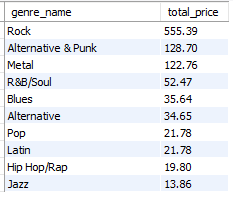 genre_name total_price
Rock 555.39
Alternative & Punk 128.70
Metal 122.76
R&B/Soul 52.47
Blues 35.64
Alternative 34.65
Pop 21.78
Latin 21.78
Hip Hop/Rap 19.80
Jazz 13.86